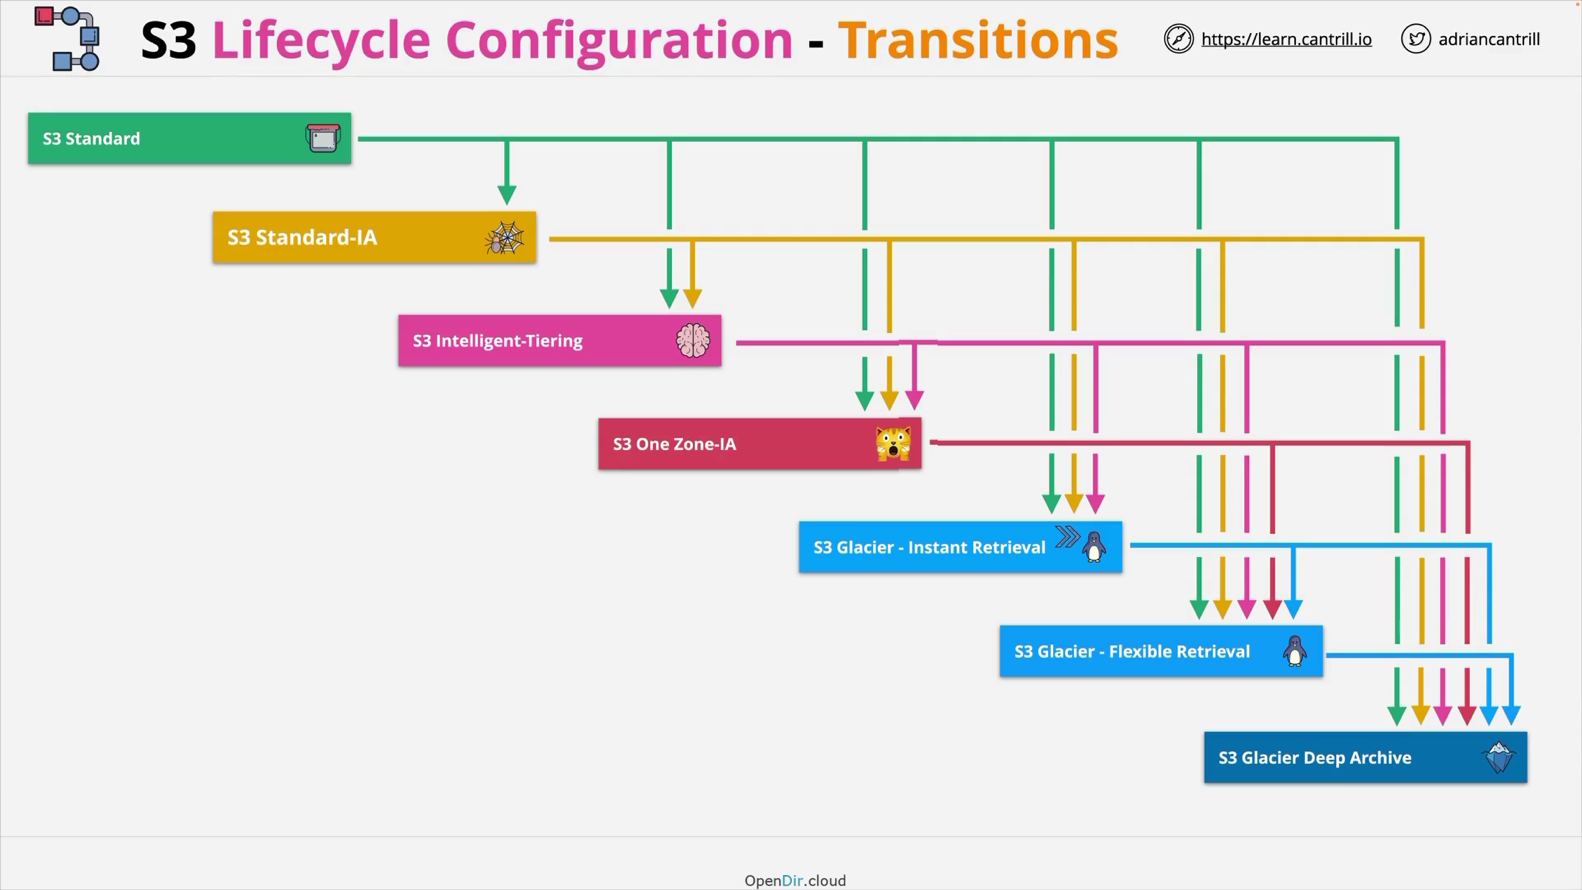 S3 Lifecycle Configuration - Transitions
https://learn.cantrill.io
adriancantrill
S3 Standard
S3 Standard-IA
S3 Intelligent-Tiering
S3 One Zone-IA
S3 Glacier - Instant Retrieval
S3 Glacier - Flexible Retrieval
S3 Glacier Deep Archive
OpenDir.cloud